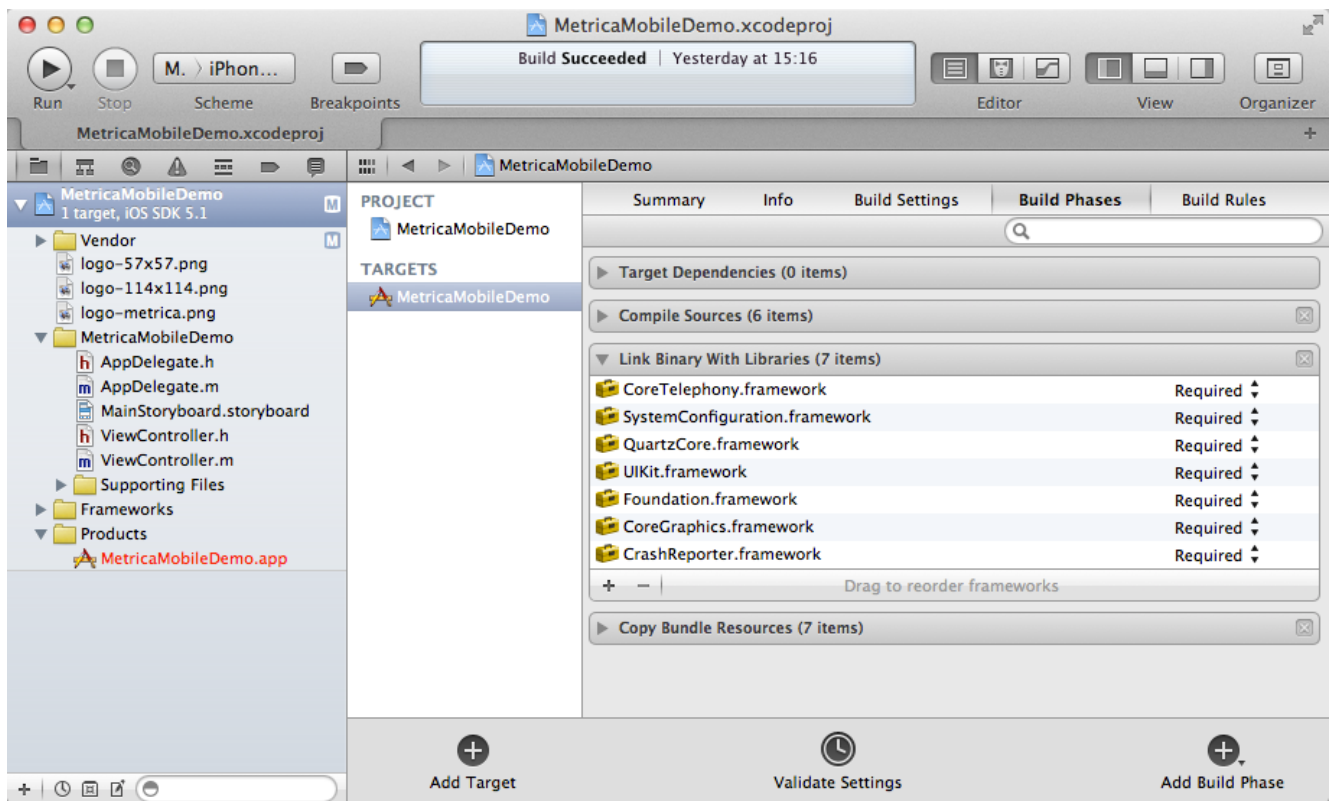 MetricaMobileDemo.xcodeproj
Build Succeeded | Yesterday at 15:16
M. 〉 iPhon...
Run Stop Scheme Breakpoints Editor View Organizer
MetricaMobileDemo.xcodeproj +
MetricaMobileDemo
MetricaMobileDemo M
1 target, iOS SDK 5.1
Vendor M
logo-57x57.png
logo-114x114.png
logo-metrica.png
MetricaMobileDemo
h AppDelegate.h
m AppDelegate.m
MainStoryboard.storyboard
h ViewController.h
m ViewController.m
Supporting Files
Frameworks
Products
MetricaMobileDemo.app
PROJECT
MetricaMobileDemo
TARGETS
MetricaMobileDemo
Summary Info Build Settings Build Phases Build Rules
Target Dependencies (0 items)
Compile Sources (6 items)
Link Binary With Libraries (7 items)
CoreTelephony.framework Required
SystemConfiguration.framework Required
QuartzCore.framework Required
UIKit.framework Required
Foundation.framework Required
CoreGraphics.framework Required
CrashReporter.framework Required
+ − Drag to reorder frameworks
Copy Bundle Resources (7 items)
Add Target Validate Settings Add Build Phase